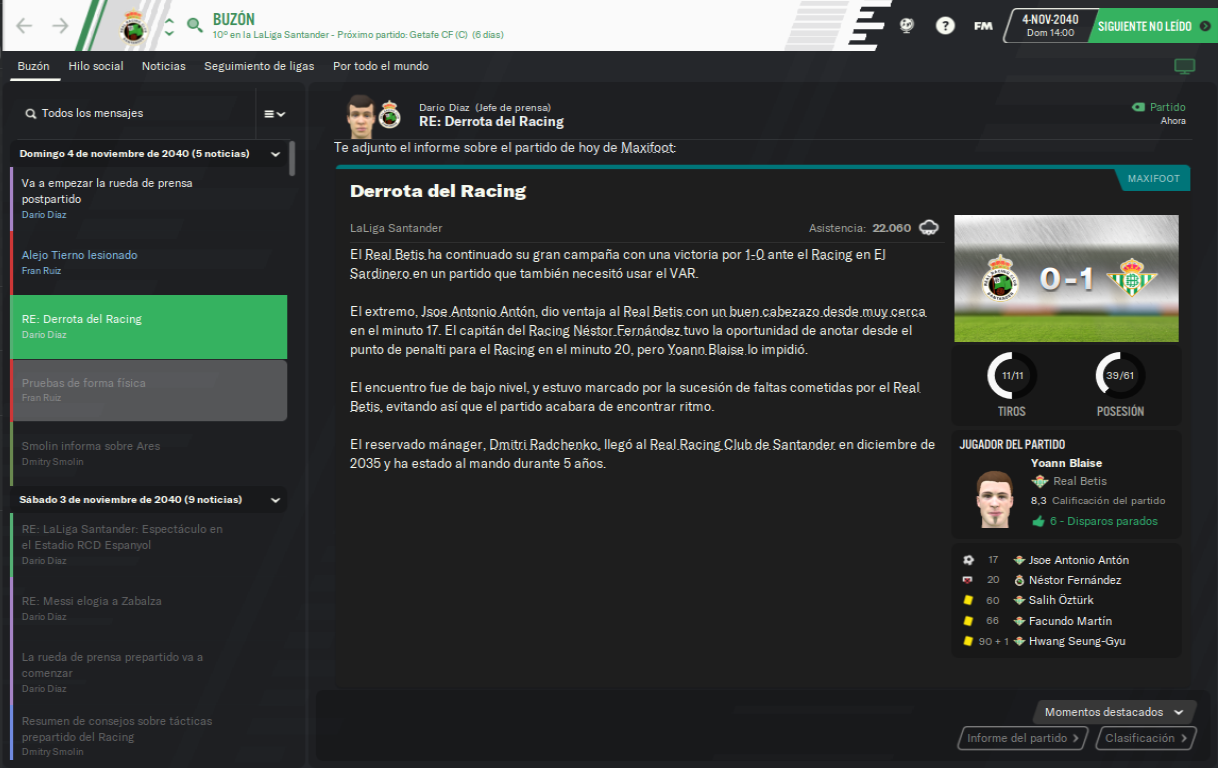 BUZÓN
10º en la LaLiga Santander - Próximo partido: Getafe CF (C) (6 días)
FM
4-NOV-2040
Dom 14:00
SIGUIENTE NO LEÍDO
Buzón
Hilo social
Noticias
Seguimiento de ligas
Por todo el mundo
Todos los mensajes
Domingo 4 de noviembre de 2040 (5 noticias)
Va a empezar la rueda de prensa
postpartido
Darío Díaz
Alejo Tierno lesionado
Fran Ruiz
RE: Derrota del Racing
Darío Díaz
Pruebas de forma física
Fran Ruiz
Smolin informa sobre Ares
Dmitry Smolin
Sábado 3 de noviembre de 2040 (9 noticias)
RE: LaLiga Santander: Espectáculo en
el Estadio RCD Espanyol
Darío Díaz
RE: Messi elogia a Zabalza
Darío Díaz
La rueda de prensa prepartido va a
comenzar
Darío Díaz
Resumen de consejos sobre tácticas
prepartido del Racing
Dmitry Smolin
Darío Díaz (Jefe de prensa)
RE: Derrota del Racing
Partido
Ahora
Te adjunto el informe sobre el partido de hoy de Maxifoot:
MAXIFOOT
Derrota del Racing
LaLiga Santander
Asistencia: 22.060
El Real Betis ha continuado su gran campaña con una victoria por 1-0 ante el Racing en El
Sardinero en un partido que también necesitó usar el VAR.
El extremo, Jsoe Antonio Antón, dio ventaja al Real Betis con un buen cabezazo desde muy cerca
en el minuto 17. El capitán del Racing Néstor Fernández tuvo la oportunidad de anotar desde el
punto de penalti para el Racing en el minuto 20, pero Yoann Blaise lo impidió.
El encuentro fue de bajo nivel, y estuvo marcado por la sucesión de faltas cometidas por el Real
Betis, evitando así que el partido acabara de encontrar ritmo.
El reservado mánager, Dmitri Radchenko, llegó al Real Racing Club de Santander en diciembre de
2035 y ha estado al mando durante 5 años.
0 - 1
11/11
TIROS
39/61
POSESIÓN
JUGADOR DEL PARTIDO
Yoann Blaise
Real Betis
8,3 Calificación del partido
6 - Disparos parados
17 Jsoe Antonio Antón
20 Néstor Fernández
60 Salih Öztürk
66 Facundo Martín
90 + 1 Hwang Seung-Gyu
Momentos destacados
Informe del partido
Clasificación